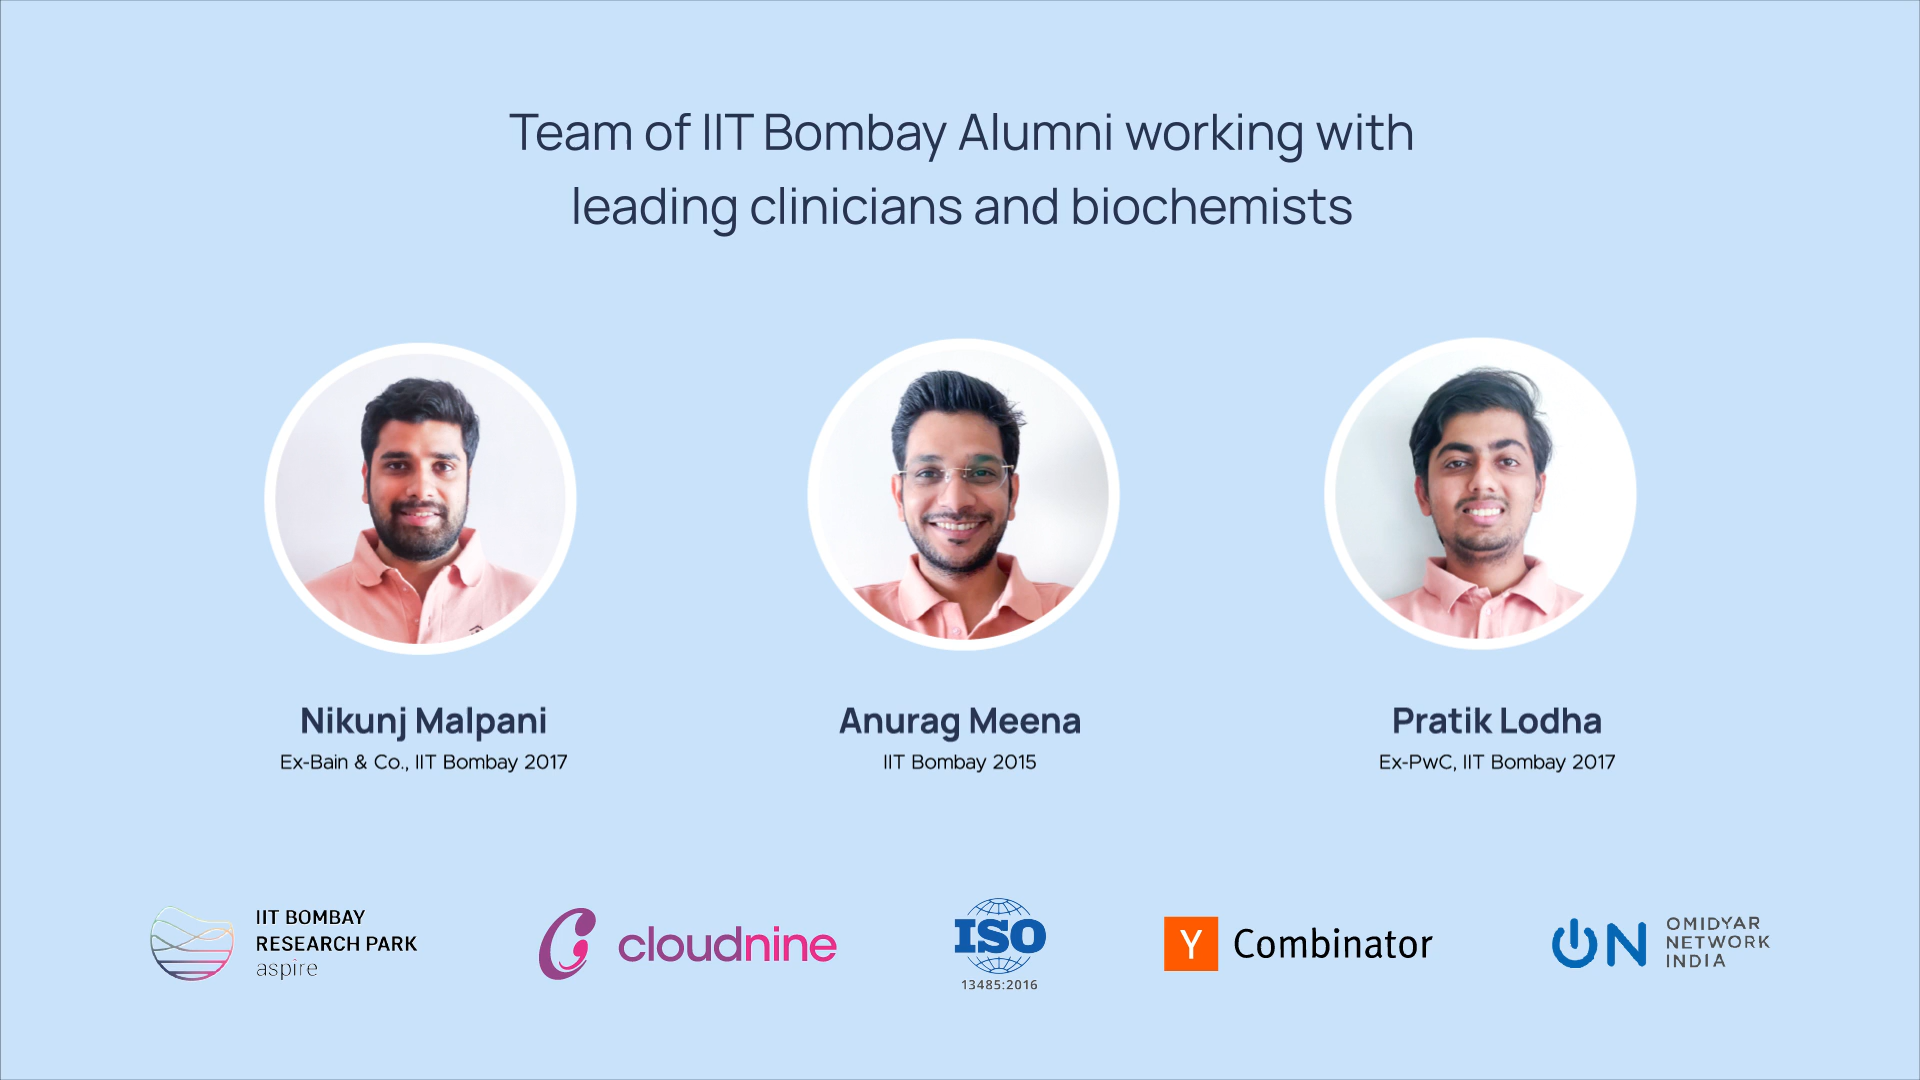 Team of IIT Bombay Alumni working with
leading clinicians and biochemists
Nikunj Malpani
Ex-Bain & Co., IIT Bombay 2017
Anurag Meena
IIT Bombay 2015
Pratik Lodha
Ex-PwC, IIT Bombay 2017
IIT BOMBAY
RESEARCH PARK
aspire
cloudnine
ISO
13485:2016
Y Combinator
ON
OMIDYAR
NETWORK
INDIA